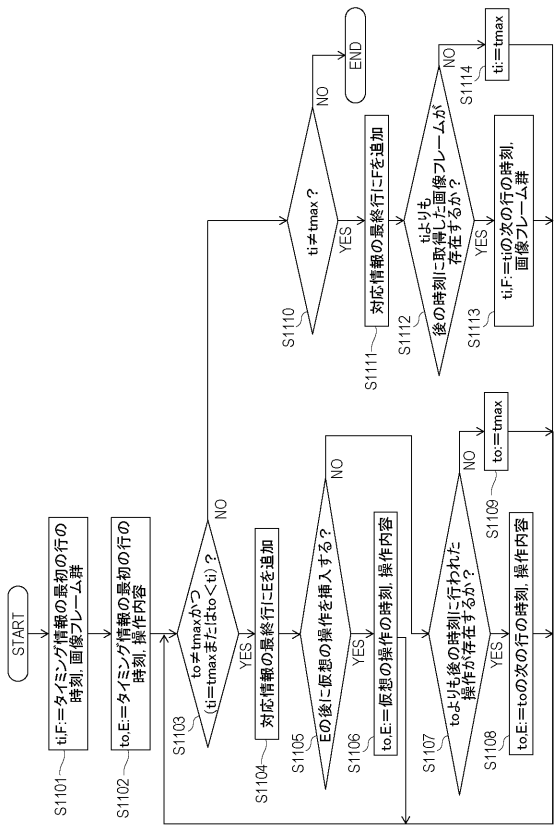 START
S1101
ti,F:=タイミング情報の最初の行の
時刻, 画像フレーム群
S1102
to,E:=タイミング情報の最初の行の
時刻, 操作内容
S1103
to≠tmaxかつ
(ti=tmaxまたはto<ti)？
YES
NO
S1104
対応情報の最終行にEを追加
S1105
Eの後に仮想の操作を挿入する？
YES
NO
S1106
to,E:=仮想の操作の時刻, 操作内容
S1107
toよりも後の時刻に行われた
操作が存在するか？
YES
NO
S1108
to,E:=toの次の行の時刻, 操作内容
S1109
to:=tmax
S1110
ti≠tmax？
YES
NO
END
S1111
対応情報の最終行にFを追加
S1112
tiよりも
後の時刻に取得した画像フレームが
存在するか？
YES
NO
S1113
ti,F:=tiの次の行の時刻,
画像フレーム群
S1114
ti:=tmax